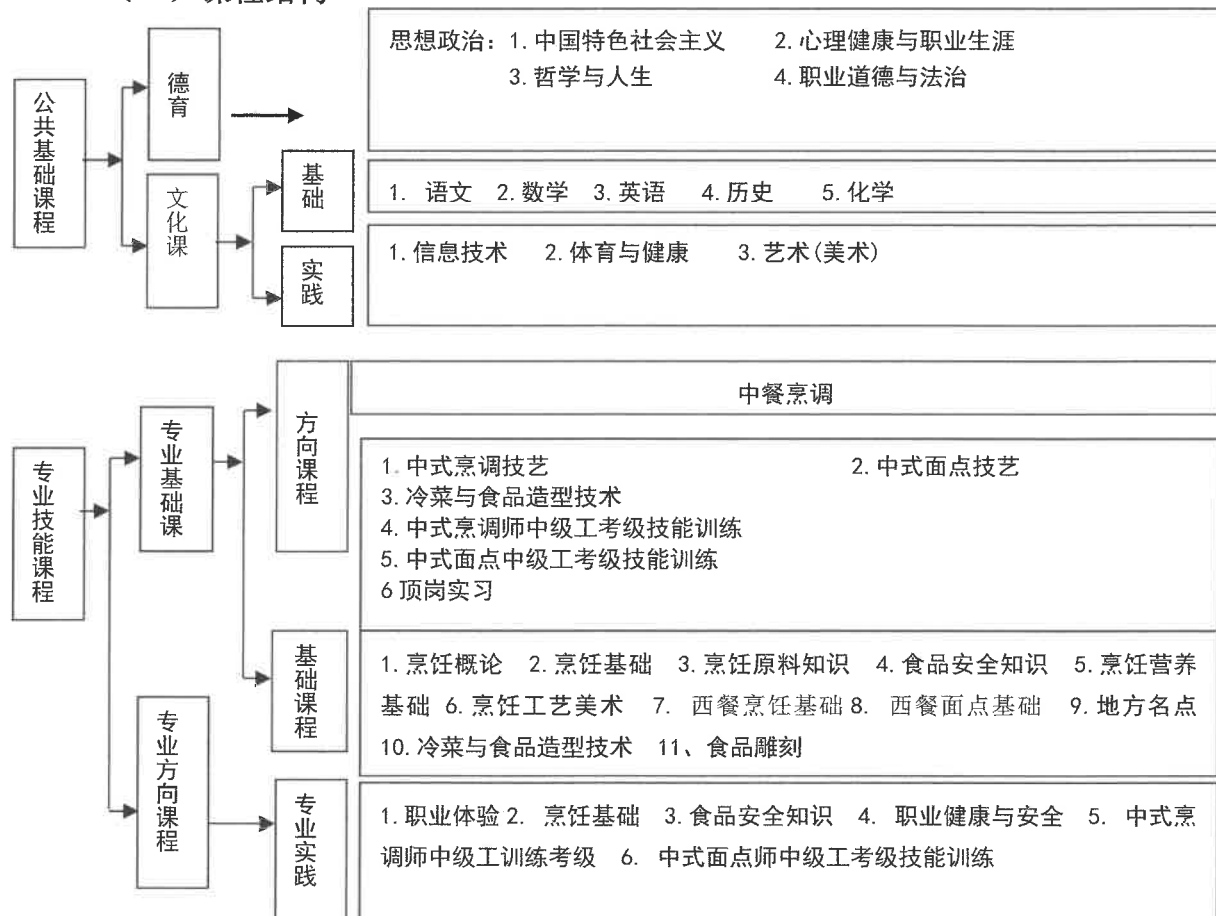 课程结构
公共基础课程
德育
思想政治：1.中国特色社会主义 2.心理健康与职业生涯
3.哲学与人生 4.职业道德与法治
文化课
基础
1. 语文 2.数学 3.英语 4.历史 5.化学
实践
1.信息技术 2.体育与健康 3.艺术(美术)
专业技能课程
专业基础课
方向课程
中餐烹调
1.中式烹调技艺 2.中式面点技艺
3.冷菜与食品造型技术
4.中式烹调师中级工考级技能训练
5.中式面点中级工考级技能训练
6 顶岗实习
基础课程
1.烹饪概论 2.烹饪基础 3.烹饪原料知识 4.食品安全知识 5.烹饪营养
基础 6.烹饪工艺美术 7. 西餐烹饪基础 8. 西餐面点基础 9.地方名点
10.冷菜与食品造型技术 11、食品雕刻
专业方向课程
专业实践
1.职业体验 2. 烹饪基础 3.食品安全知识 4. 职业健康与安全 5. 中式烹
调师中级工训练考级 6. 中式面点师中级工考级技能训练